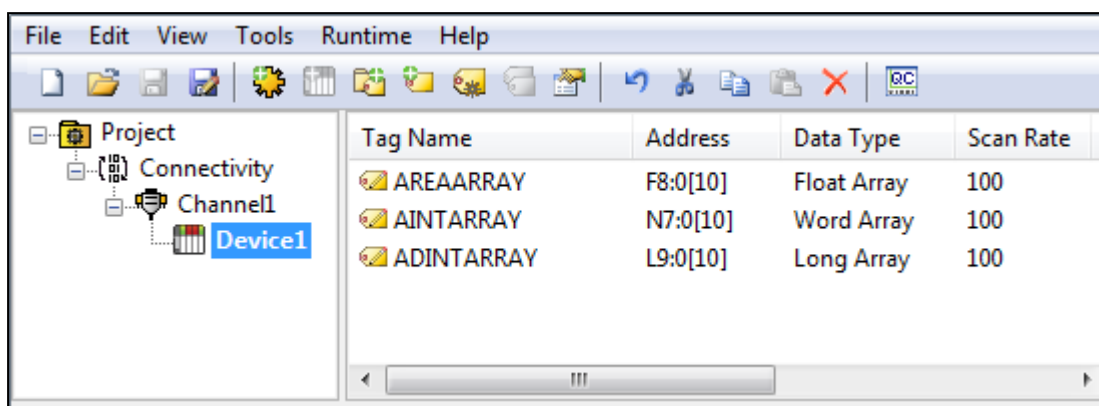 File Edit View Tools Runtime Help
QC
Project
Connectivity
Channel1
Device1
Tag Name Address Data Type Scan Rate
AREAARRAY F8:0[10] Float Array 100
AINTARRAY N7:0[10] Word Array 100
ADINTARRAY L9:0[10] Long Array 100